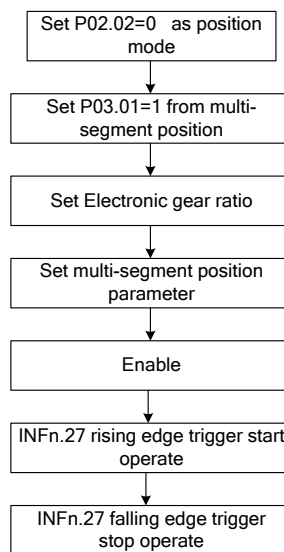 Set P02.02=0 as position
mode
Set P03.01=1 from multi-
segment position
Set Electronic gear ratio
Set multi-segment position
parameter
Enable
INFn.27 rising edge trigger start
operate
INFn.27 falling edge trigger
stop operate